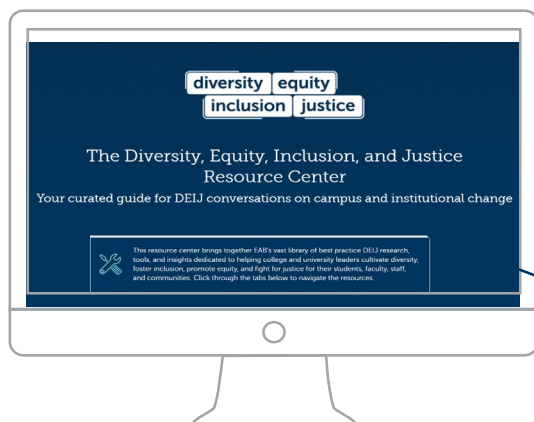 diversity equity
inclusion justice
The Diversity, Equity, Inclusion, and Justice
Resource Center
Your curated guide for DEIJ conversations on campus and institutional change
This resource center brings together EAB's vast library of best practice DEIJ research,
tools, and insights dedicated to helping college and university leaders cultivate diversity,
foster inclusion, promote equity, and fight for justice for their students, faculty, staff,
and communities. Click through the tabs below to navigate the resources.